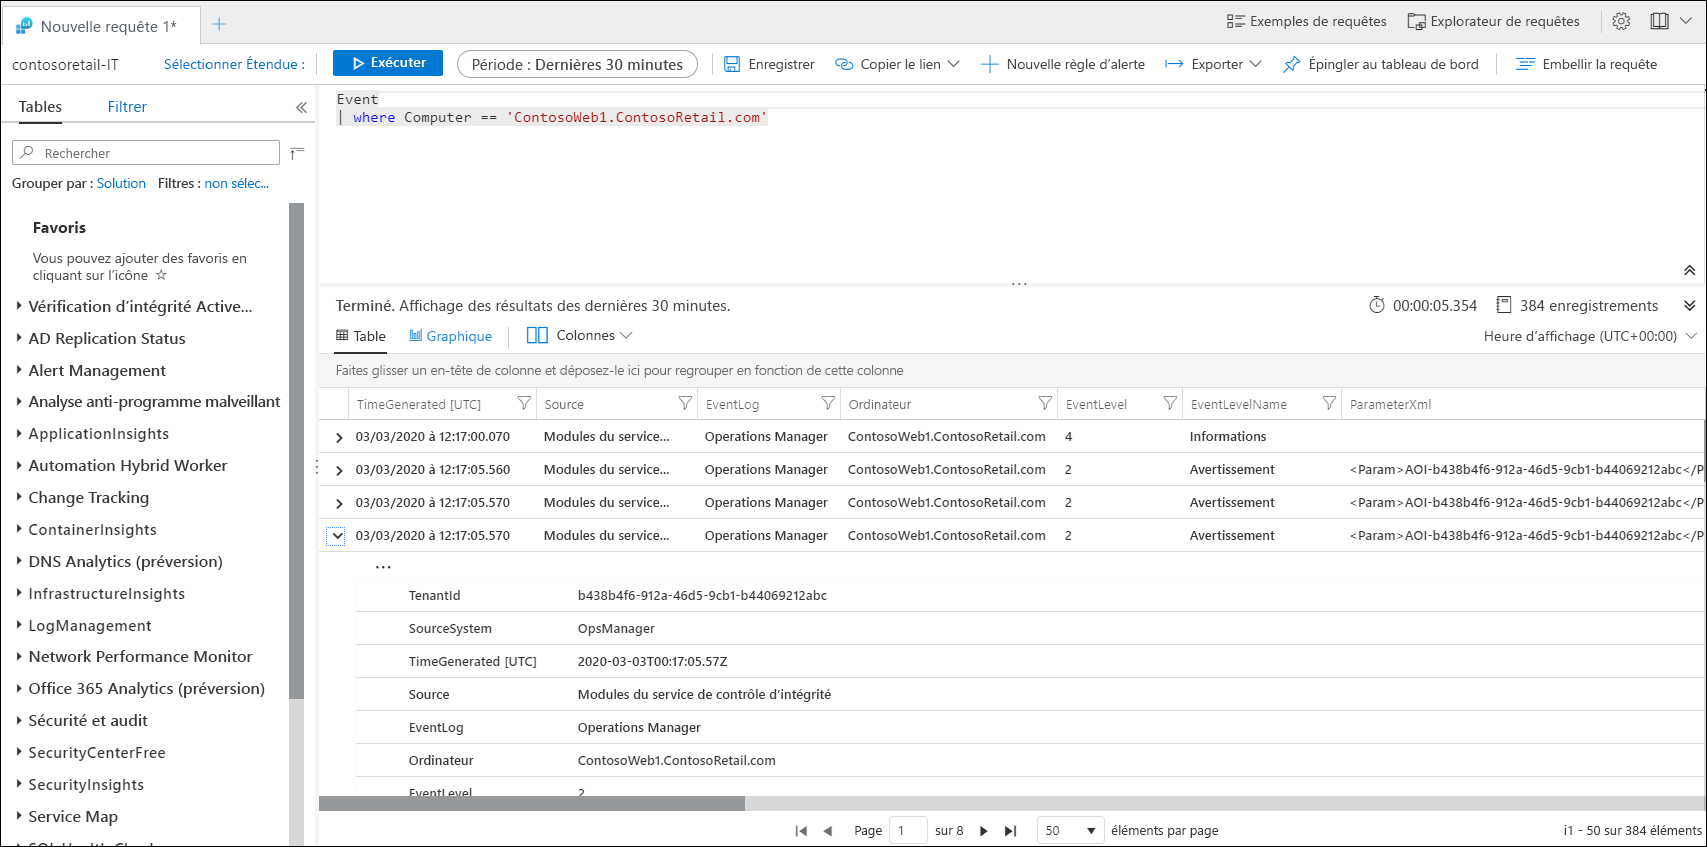 Nouvelle requête 1*
Exemples de requêtes
Explorateur de requêtes
contosoretail-IT
Sélectionner Étendue :
Exécuter
Période : Dernières 30 minutes
Enregistrer
Copier le lien
Nouvelle règle d’alerte
Exporter
Épingler au tableau de bord
Embellir la requête
Tables
Filtrer
Rechercher
Grouper par : Solution
Filtres : non sélec...
Favoris
Vous pouvez ajouter des favoris en
cliquant sur l’icône ☆
Vérification d’intégrité Active...
AD Replication Status
Alert Management
Analyse anti-programme malveillant
ApplicationInsights
Automation Hybrid Worker
Change Tracking
ContainerInsights
DNS Analytics (préversion)
InfrastructureInsights
LogManagement
Network Performance Monitor
Office 365 Analytics (préversion)
Sécurité et audit
SecurityCenterFree
SecurityInsights
Service Map
Event
| where Computer == 'ContosoWeb1.ContosoRetail.com'
Terminé. Affichage des résultats des dernières 30 minutes.
00:00:05.354
384 enregistrements
Table
Graphique
Colonnes
Heure d’affichage (UTC+00:00)
Faites glisser un en-tête de colonne et déposez-le ici pour regrouper en fonction de cette colonne
TimeGenerated [UTC] Source EventLog Ordinateur EventLevel EventLevelName ParameterXml
03/03/2020 à 12:17:00.070 Modules du service... Operations Manager ContosoWeb1.ContosoRetail.com 4 Informations
03/03/2020 à 12:17:05.560 Modules du service... Operations Manager ContosoWeb1.ContosoRetail.com 2 Avertissement <Param>AOI-b438b4f6-912a-46d5-9cb1-b44069212abc</P
03/03/2020 à 12:17:05.570 Modules du service... Operations Manager ContosoWeb1.ContosoRetail.com 2 Avertissement <Param>AOI-b438b4f6-912a-46d5-9cb1-b44069212abc</P
03/03/2020 à 12:17:05.570 Modules du service... Operations Manager ContosoWeb1.ContosoRetail.com 2 Avertissement <Param>AOI-b438b4f6-912a-46d5-9cb1-b44069212abc</P
...
TenantId b438b4f6-912a-46d5-9cb1-b44069212abc
SourceSystem OpsManager
TimeGenerated [UTC] 2020-03-03T00:17:05.57Z
Source Modules du service de contrôle d’intégrité
EventLog Operations Manager
Ordinateur ContosoWeb1.ContosoRetail.com
EventLevel 2
Page 1 sur 8
50 éléments par page
i1 - 50 sur 384 éléments